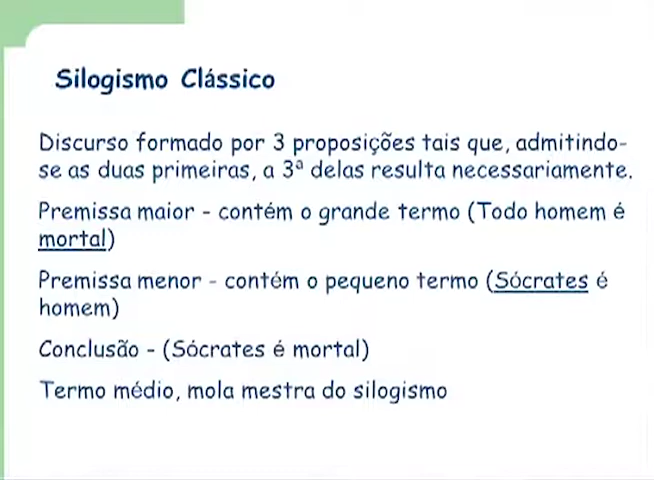 Silogismo Clássico
Discurso formado por 3 proposições tais que, admitindo-
se as duas primeiras, a 3ª delas resulta necessariamente.
Premissa maior - contém o grande termo (Todo homem é
mortal)
Premissa menor - contém o pequeno termo (Sócrates é
homem)
Conclusão - (Sócrates é mortal)
Termo médio, mola mestra do silogismo